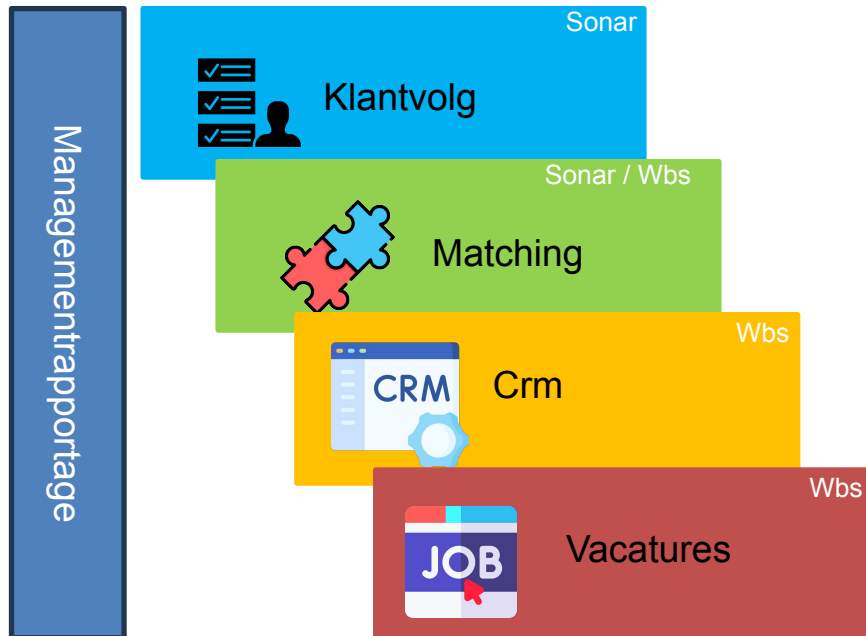 Managementrapportage
Sonar
Klantvolg
Sonar / Wbs
Matching
Wbs
CRM
Crm
Wbs
JOB
Vacatures